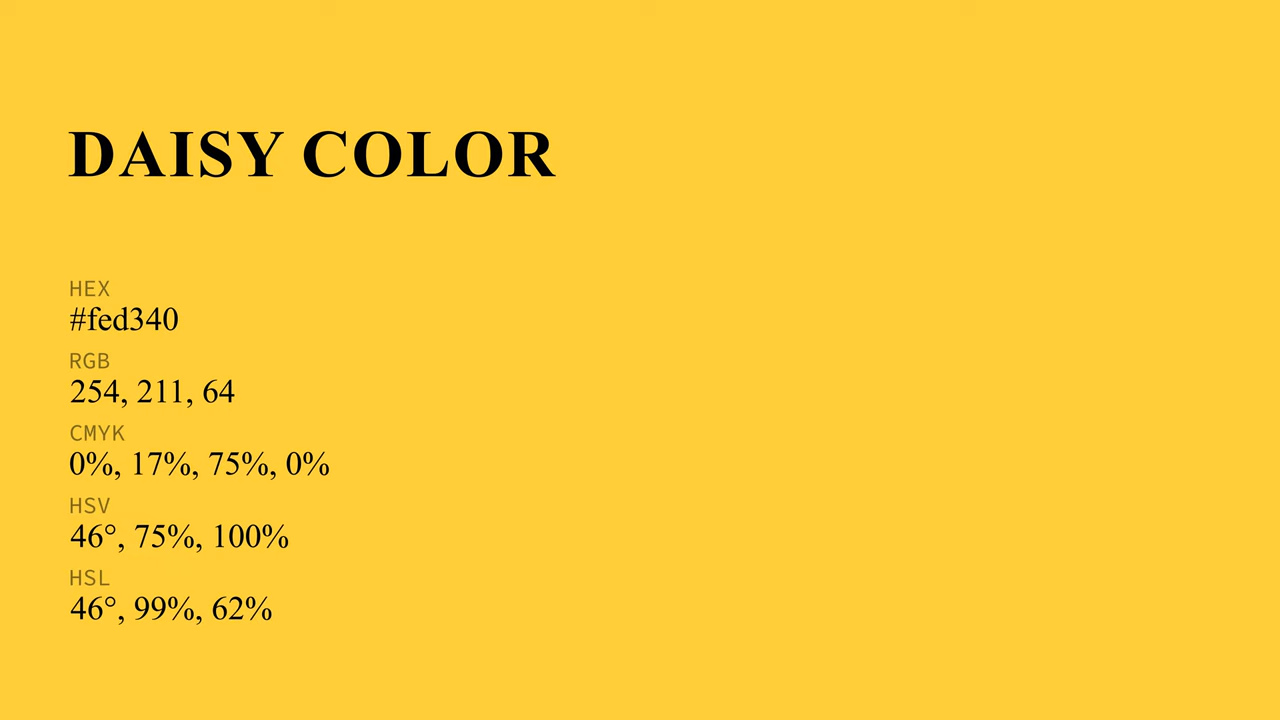 DAISY COLOR
HEX
#fed340
RGB
254, 211, 64
CMYK
0%, 17%, 75%, 0%
HSV
46°, 75%, 100%
HSL
46°, 99%, 62%